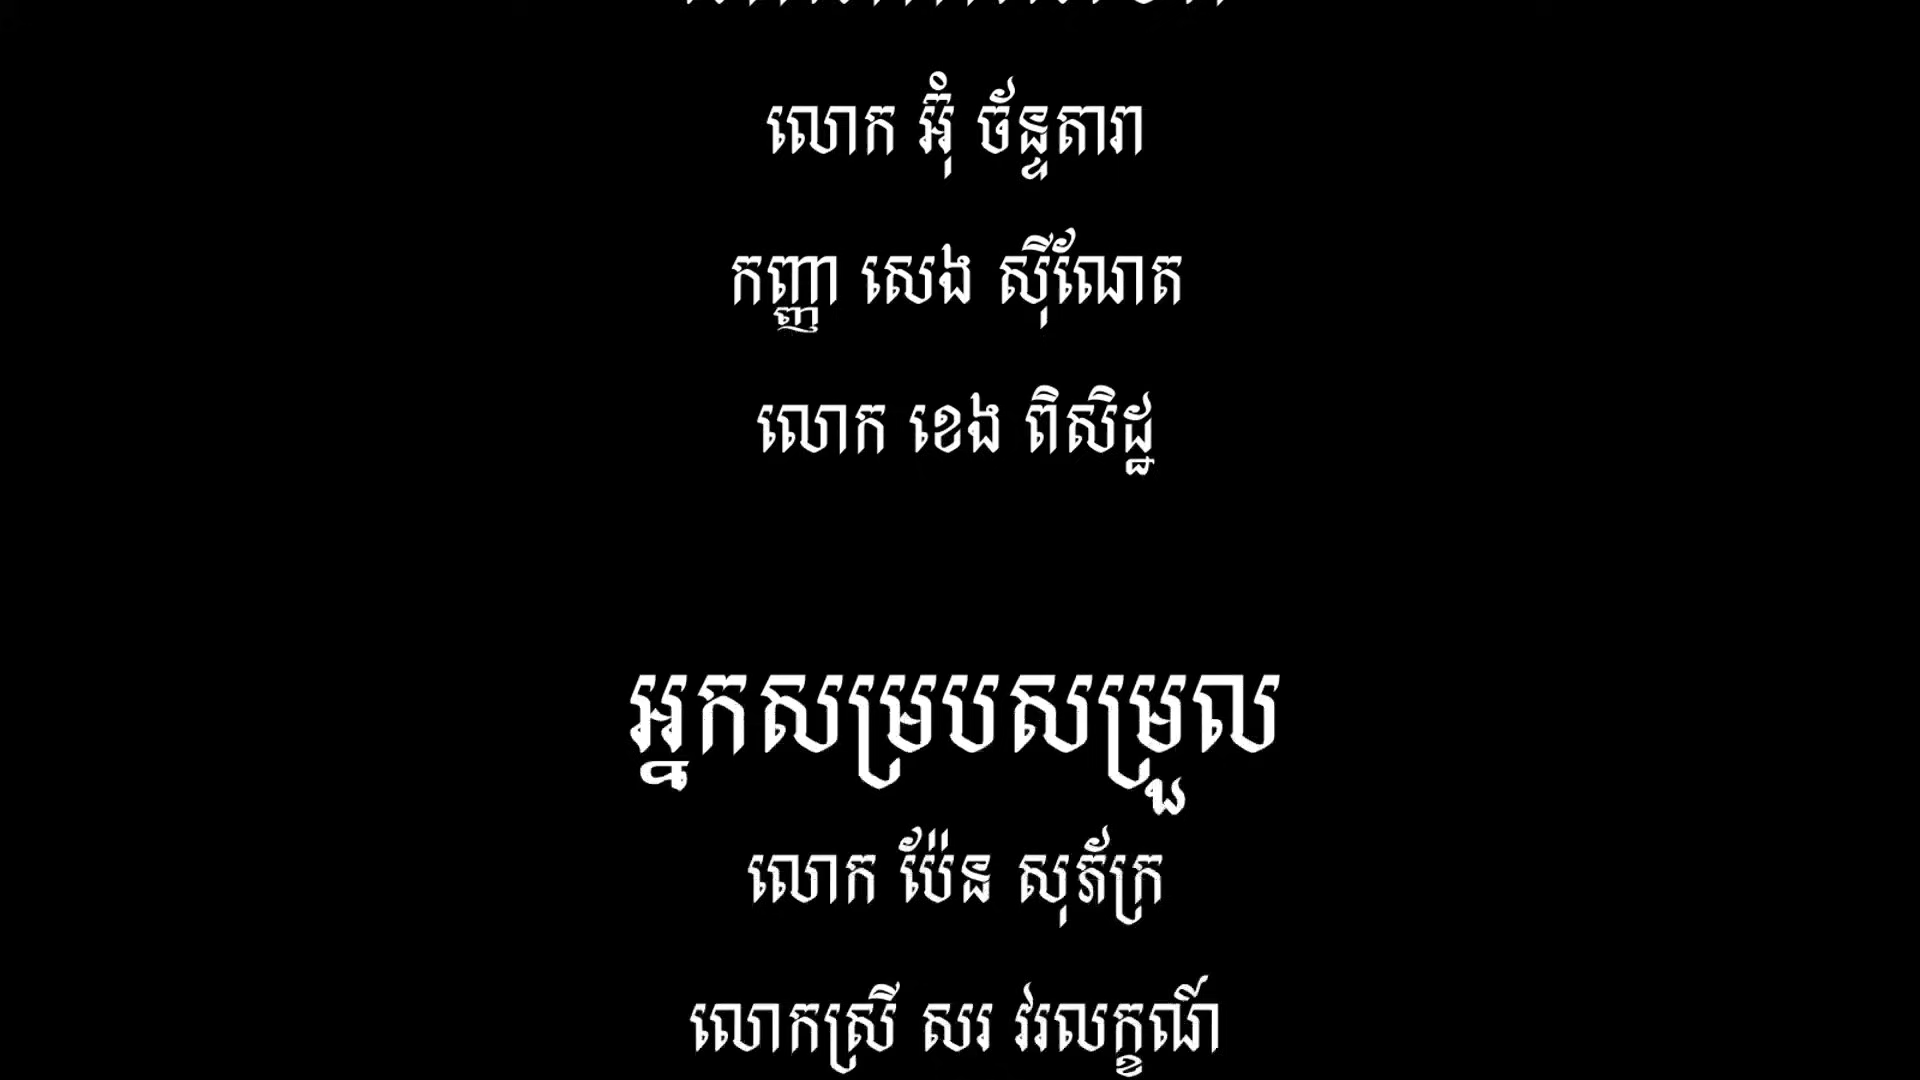 លោក អ៊ុំ ច័ន្ទតារា
កញ្ញា សេង ស៊ីណែត
លោក ខេង ពិសិដ្ឋ
អ្នកសម្របសម្រួល
លោក ប៉ែន សុភ័ក្រ
លោកស្រី សរ វរលក្ខណ៍